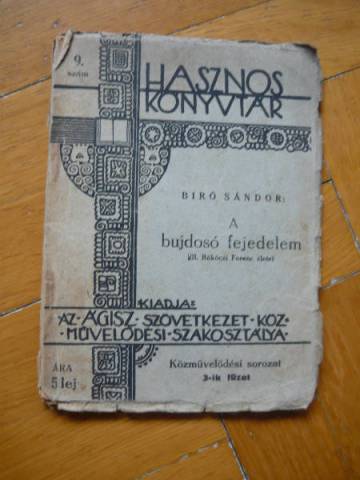 9.
szám
HASZNOS
KÖNYVTÁR
BIRÓ SÁNDOR:
A
bujdosó fejedelem
(II. Rákóczi Ferenc élete)
KIADJA:
AZ ÁGISZ SZÖVETKEZET KÖZ-
MŰVELŐDÉSI SZAKOSZTÁLYA
ÁRA
5 lej
Közművelődési sorozat
3-ik füzet